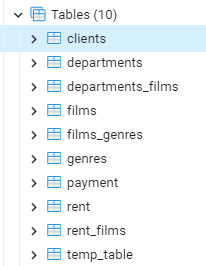 Tables (10)
clients
departments
departments_films
films
films_genres
genres
payment
rent
rent_films
temp_table